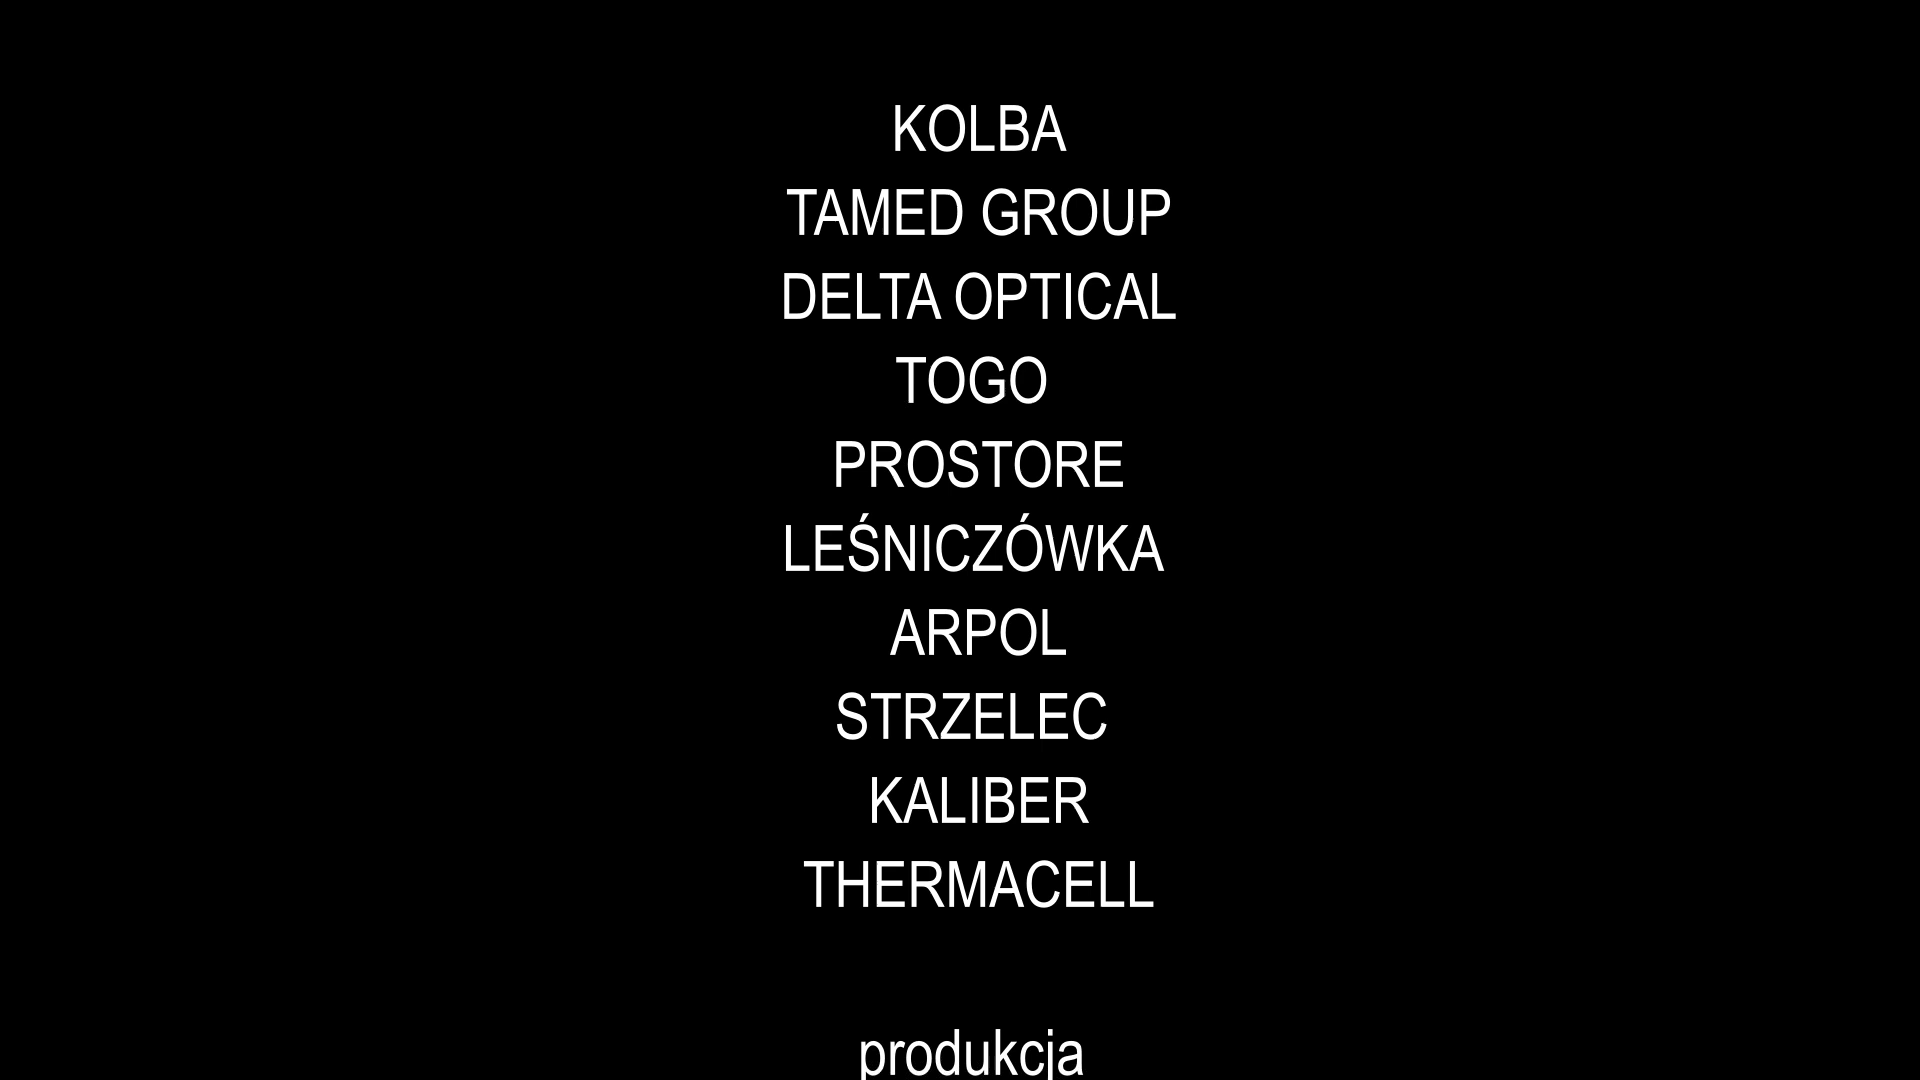 KOLBA
TAMED GROUP
DELTA OPTICAL
TOGO
PROSTORE
LEŚNICZÓWKA
ARPOL
STRZELEC
KALIBER
THERMACELL
produkcja